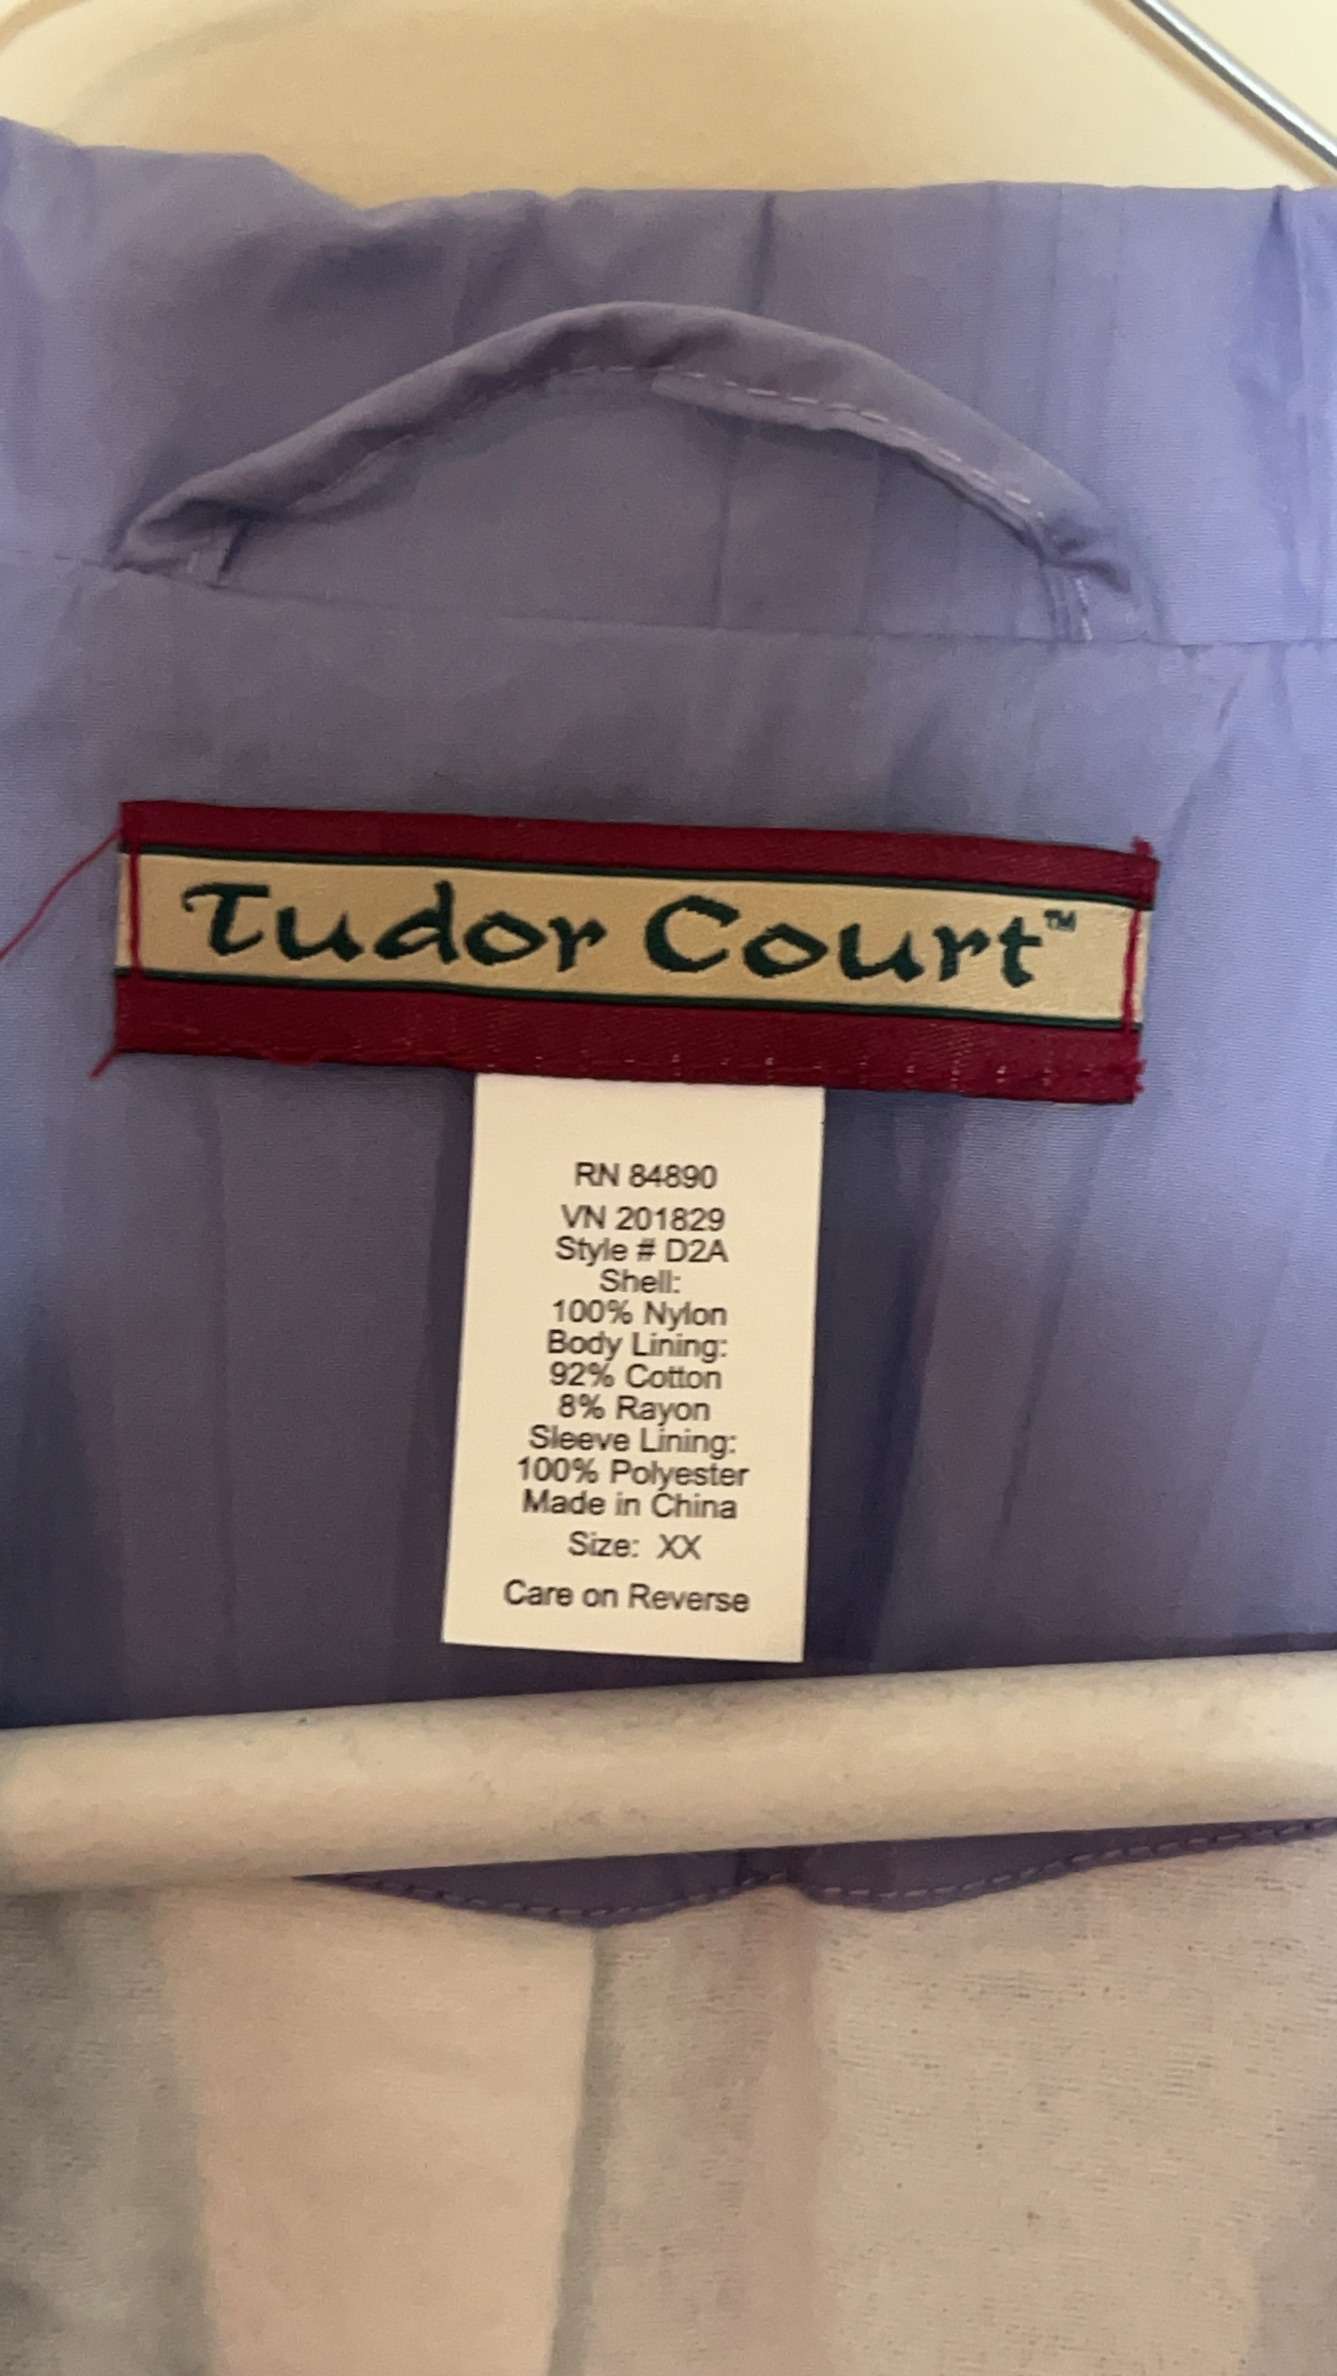 Tudor Court™
RN 84890
VN 201829
Style # D2A
Shell:
100% Nylon
Body Lining:
92% Cotton
8% Rayon
Sleeve Lining:
100% Polyester
Made in China
Size: XX
Care on Reverse